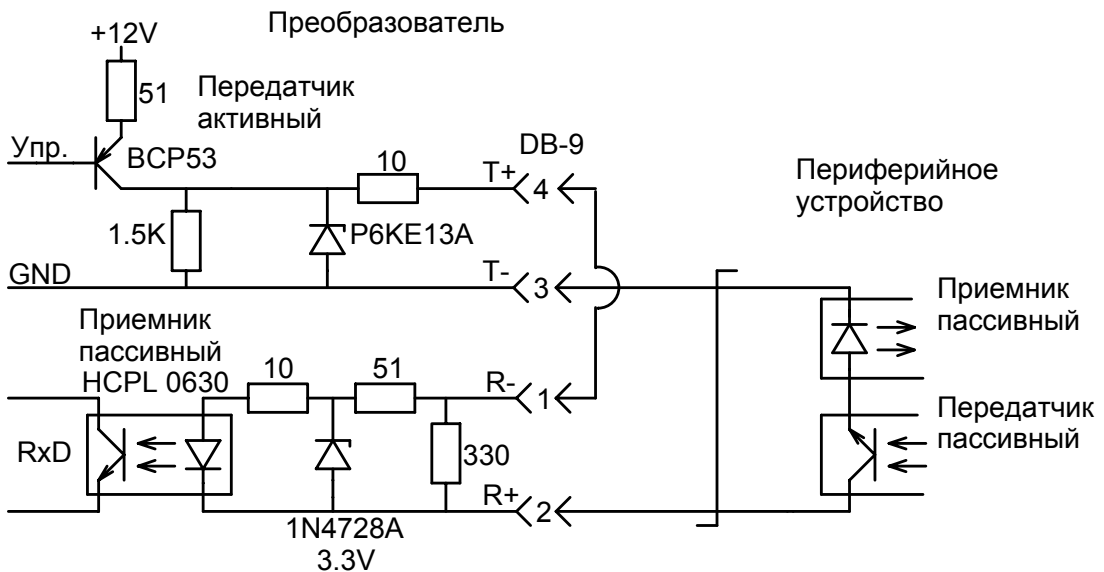 Преобразователь
+12V
51
Передатчик
активный
Упр.
BCP53
10
T+
DB-9
4
Периферийное
устройство
1.5K
P6KE13A
GND
T-
3
Приемник
пассивный
Приемник
пассивный
HCPL 0630
10
51
R-
1
Передатчик
пассивный
RxD
330
R+
2
1N4728A
3.3V